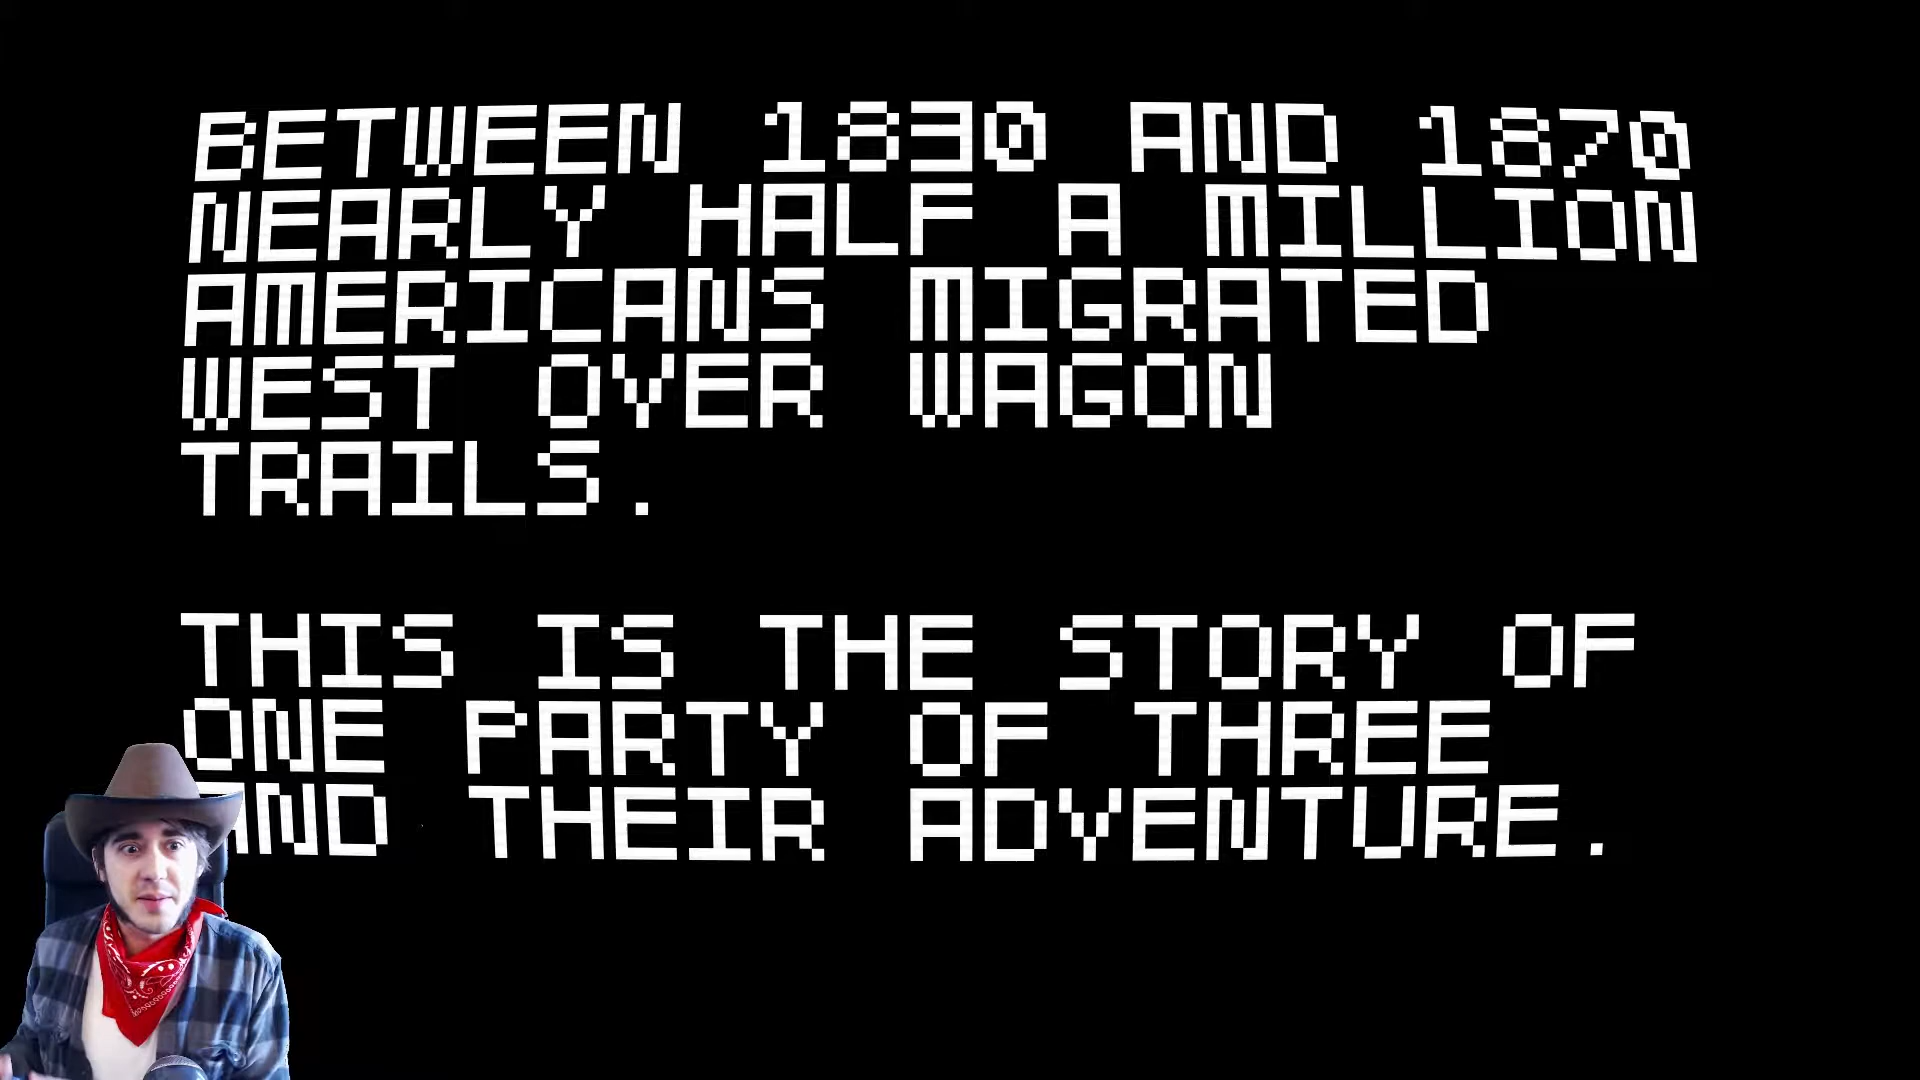 BETWEEN 1830 AND 1870
NEARLY HALF A MILLION
AMERICANS MIGRATED
WEST OVER WAGON
TRAILS.
THIS IS THE STORY OF
ONE PARTY OF THREE
AND THEIR ADVENTURE.